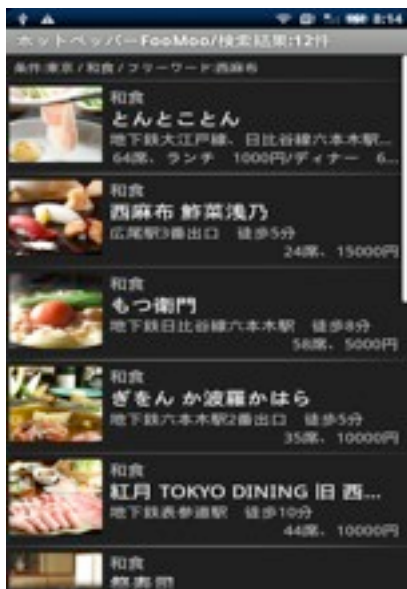 8:14
ホットペッパーFooMoo/検索結果:12件
条件:東京/和食/フリーワード:西麻布
和食
とんとことん
地下鉄大江戸線、日比谷線六本木駅...
64席、ランチ 1000円/ディナー 6...
和食
西麻布 鮓菜浅乃
広尾駅3番出口 徒歩5分
24席、15000円
和食
もつ衛門
地下鉄日比谷線六本木駅 徒歩8分
58席、5000円
和食
ぎをん か波羅かはら
地下鉄六本木駅2番出口 徒歩5分
35席、10000円
和食
紅月 TOKYO DINING 旧 西...
地下鉄表参道駅 徒歩10分
44席、10000円
和食